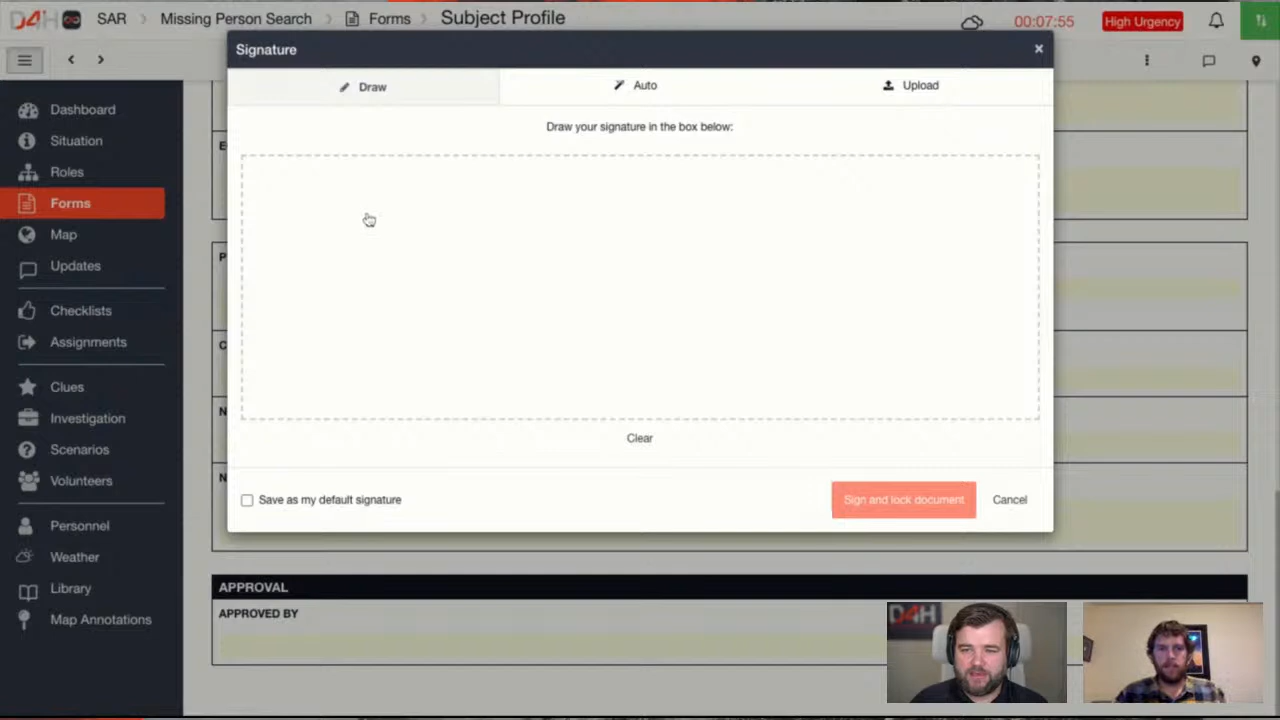 D4H SAR Missing Person Search Forms Subject Profile 00:07:55 High Urgency
Signature ×
Draw Auto Upload
Draw your signature in the box below:
Clear
Save as my default signature Sign and lock document Cancel
Dashboard
Situation
Roles
Forms
Map
Updates
Checklists
Assignments
Clues
Investigation
Scenarios
Volunteers
Personnel
Weather
Library
Map Annotations
E
P
C
N
N
APPROVAL
APPROVED BY
D4H